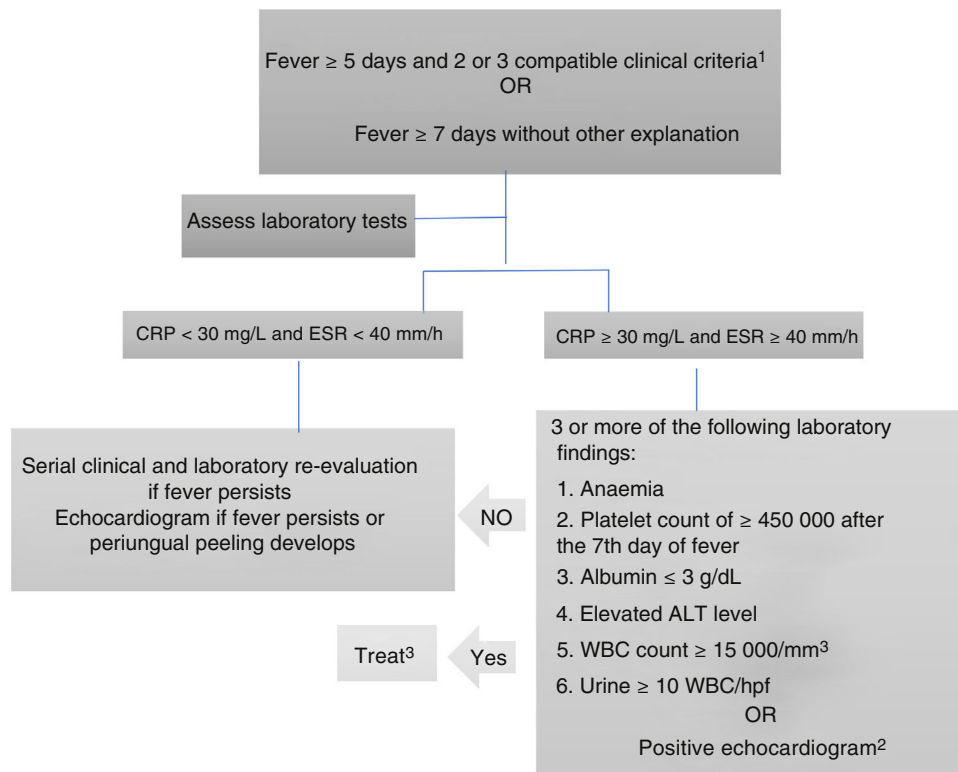 Fever ≥ 5 days and 2 or 3 compatible clinical criteria¹
OR
Fever ≥ 7 days without other explanation
Assess laboratory tests
CRP < 30 mg/L and ESR < 40 mm/h
CRP ≥ 30 mg/L and ESR ≥ 40 mm/h
Serial clinical and laboratory re-evaluation
if fever persists
Echocardiogram if fever persists or
periungual peeling develops
NO
3 or more of the following laboratory
findings:
1. Anaemia
2. Platelet count of ≥ 450 000 after
the 7th day of fever
3. Albumin ≤ 3 g/dL
4. Elevated ALT level
5. WBC count ≥ 15 000/mm³
6. Urine ≥ 10 WBC/hpf
OR
Positive echocardiogram²
Yes
Treat³